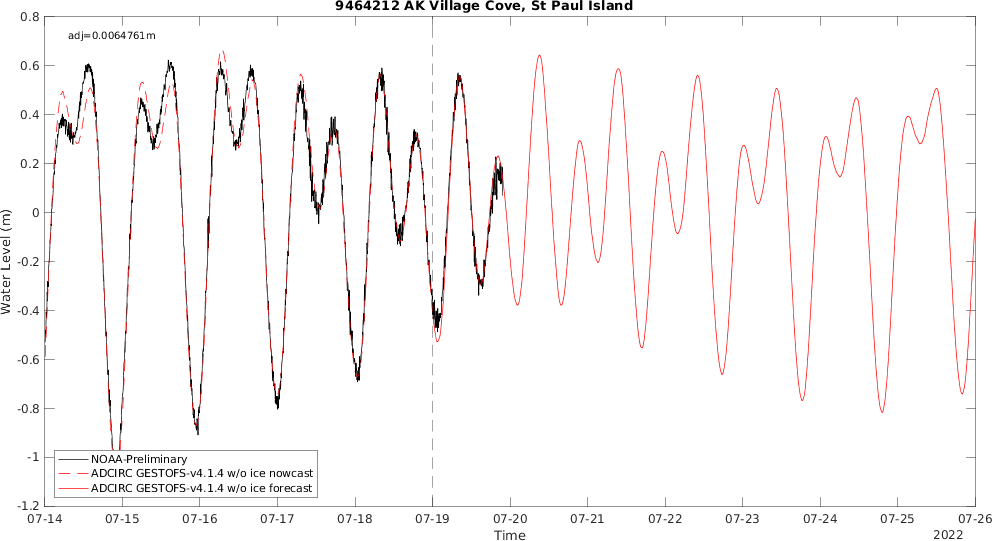 9464212 AK Village Cove, St Paul Island
adj=0.0064761m
Water Level (m)
0.8
0.6
0.4
0.2
0
-0.2
-0.4
-0.6
-0.8
-1
-1.2
NOAA-Preliminary
ADCIRC GESTOFS-v4.1.4 w/o ice nowcast
ADCIRC GESTOFS-v4.1.4 w/o ice forecast
07-14 07-15 07-16 07-17 07-18 07-19 07-20 07-21 07-22 07-23 07-24 07-25 07-26
Time
2022